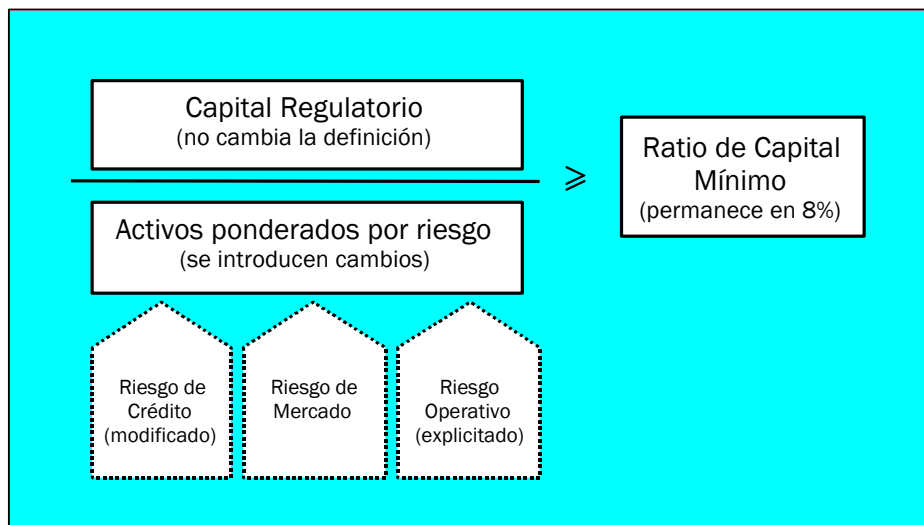 Capital Regulatorio
(no cambia la definición)
≥
Ratio de Capital
Mínimo
(permanece en 8%)
Activos ponderados por riesgo
(se introducen cambios)
Riesgo de
Crédito
(modificado)
Riesgo de
Mercado
Riesgo
Operativo
(explicitado)